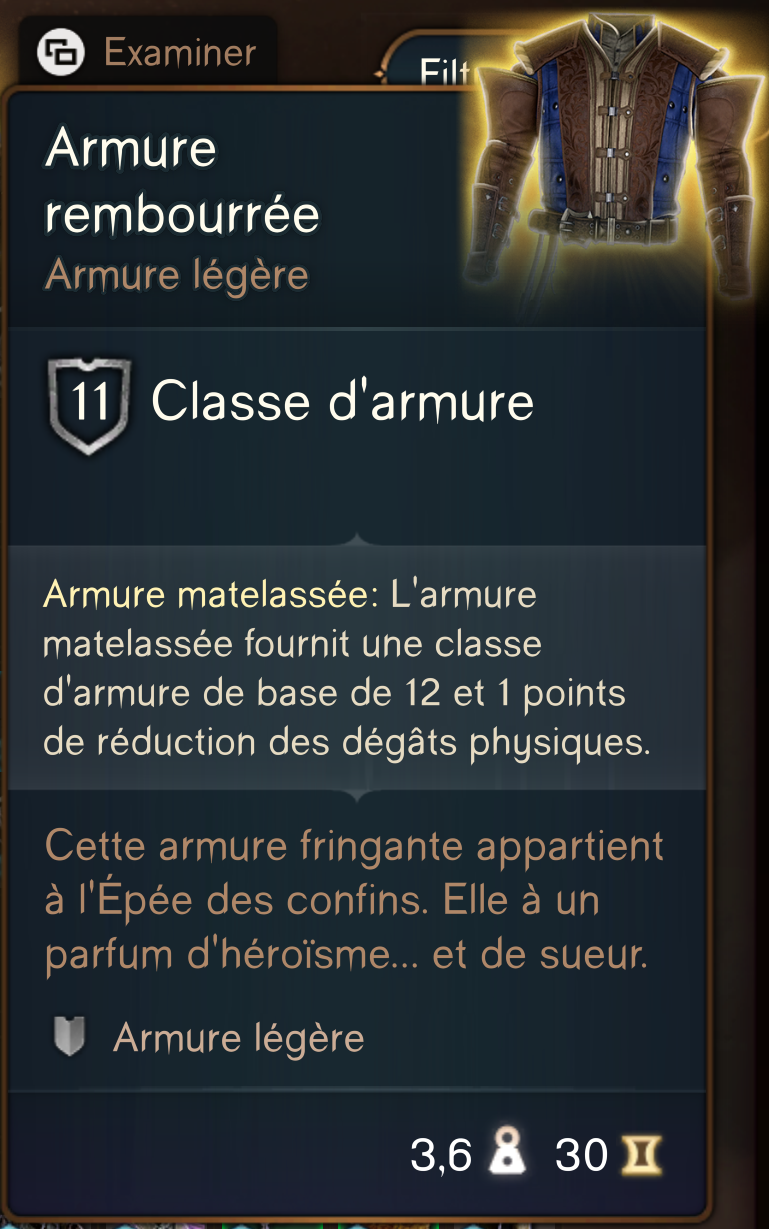 Examiner
Filt
Armure
rembourrée
Armure légère
11 Classe d'armure
Armure matelassée: L'armure
matelassée fournit une classe
d'armure de base de 12 et 1 points
de réduction des dégâts physiques.
Cette armure fringante appartient
à l'Épée des confins. Elle à un
parfum d'héroïsme... et de sueur.
Armure légère
3,6 30